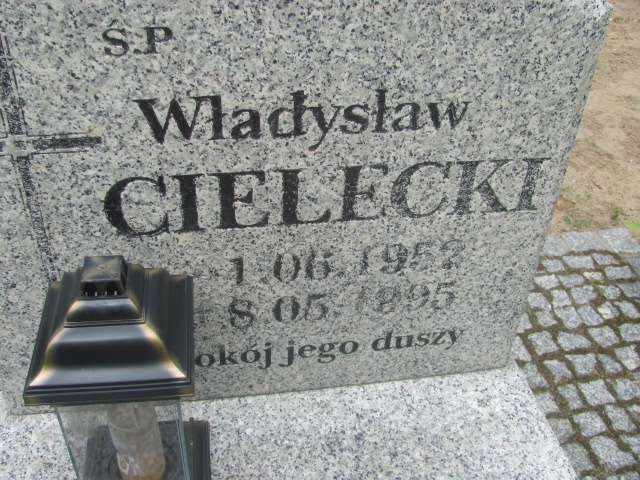 Ś.P
Władysław
CIELECKI
1.06.1952
8.05.1995
okój jego duszy